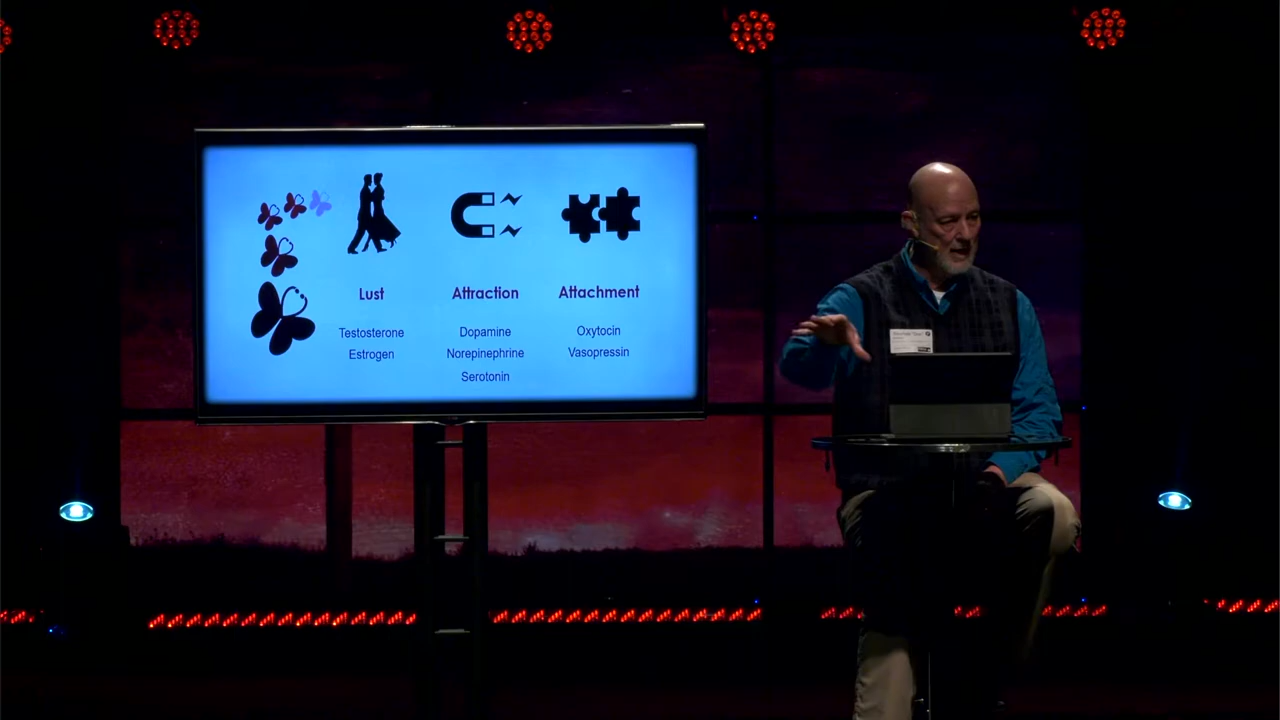 Lust
Attraction
Attachment
Testosterone
Dopamine
Oxytocin
Estrogen
Norepinephrine
Vasopressin
Serotonin